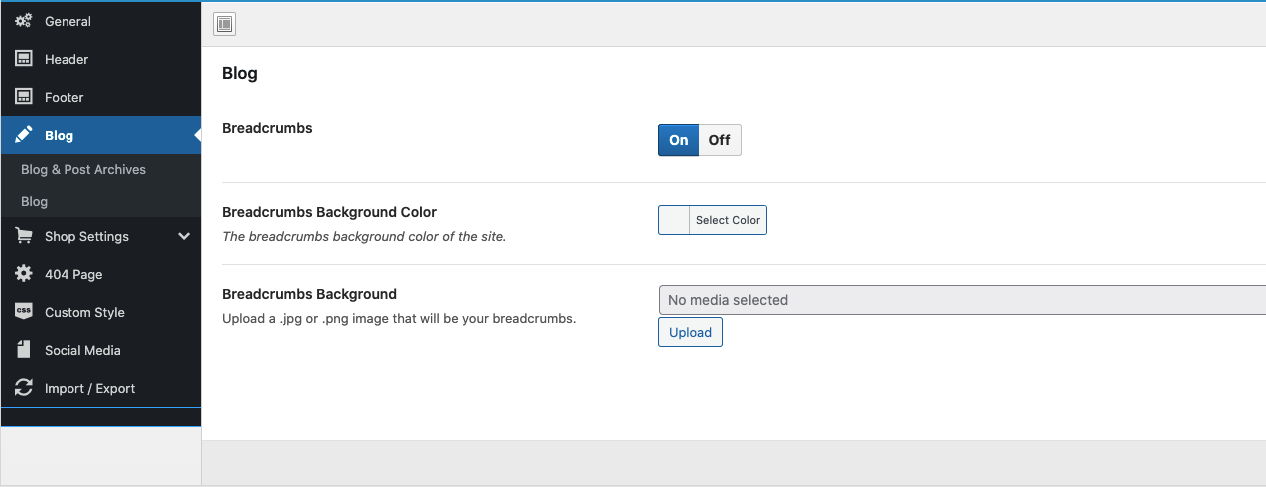 General
Header
Footer
Blog
Blog & Post Archives
Blog
Shop Settings
404 Page
css
Custom Style
Social Media
Import / Export
Blog
Breadcrumbs
On Off
Breadcrumbs Background Color
Select Color
The breadcrumbs background color of the site.
Breadcrumbs Background
No media selected
Upload a .jpg or .png image that will be your breadcrumbs.
Upload